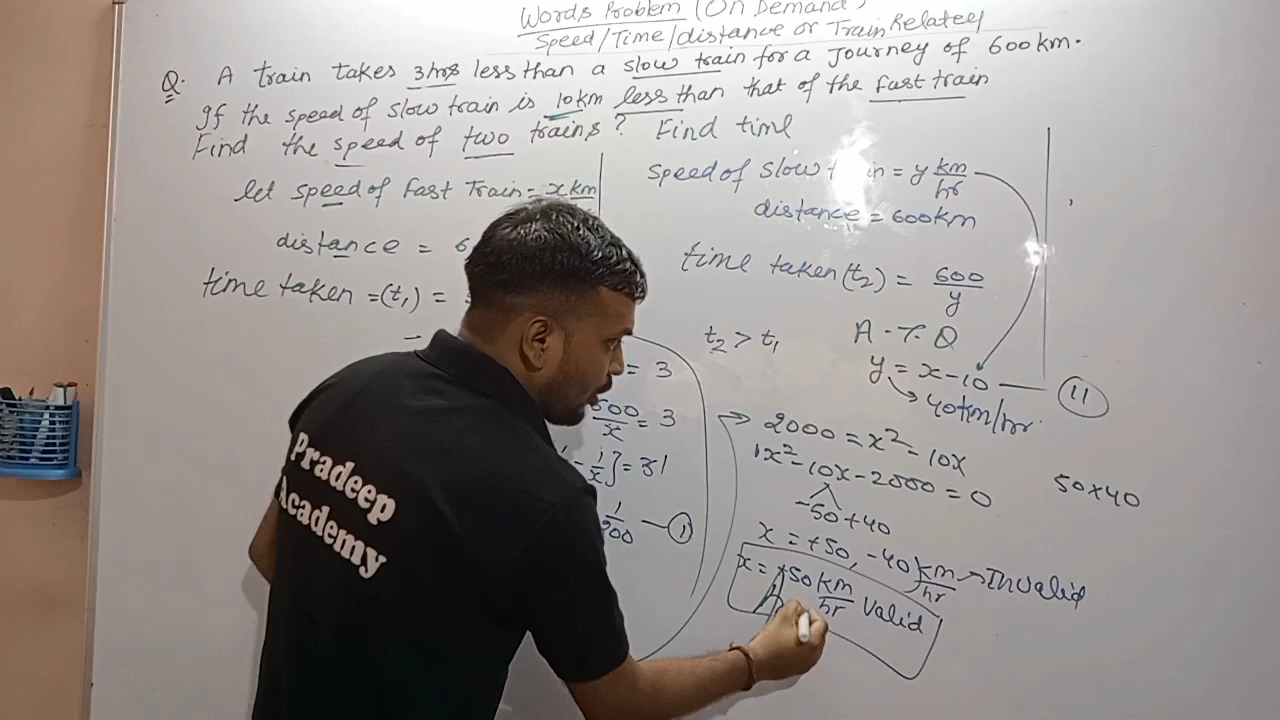 Words Problem (On Demand)
Speed/Time/distance or Train Related
Q. A train takes 3hrs less than a slow train for a Journey of 600km.
If the speed of slow train is 10km less than that of the fast train
Find the speed of two trains? Find time
let speed of Fast Train = x km
distance = 6
time taken = (t₁) =
speed of slow in = y km/hr
distance = 600km
time taken (t₂) = 600/y
t₂ > t₁
A.T.Q
y = x-10 — (11)
40km/hr.
= 3
600/x = 3
- 1/x] = 31
1/200 — (1)
→ 2000 = x² - 10x
1x² - 10x - 2000 = 0
-50 + 40
50x40
x = +50, -40 km/hr → Invalid
x = +50 km/hr Valid
Pradeep
Academy